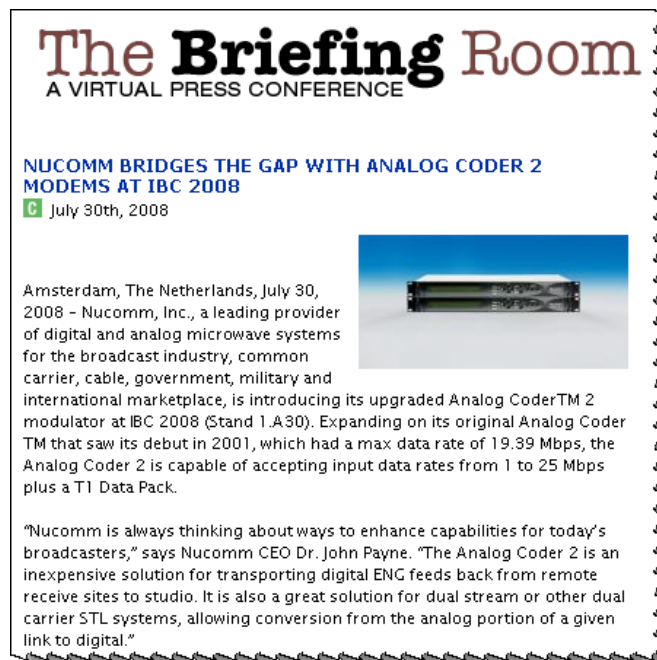 The Briefing Room
A VIRTUAL PRESS CONFERENCE
NUCOMM BRIDGES THE GAP WITH ANALOG CODER 2
MODEMS AT IBC 2008
C July 30th, 2008
Amsterdam, The Netherlands, July 30,
2008 – Nucomm, Inc., a leading provider
of digital and analog microwave systems
for the broadcast industry, common
carrier, cable, government, military and
international marketplace, is introducing its upgraded Analog CoderTM 2
modulator at IBC 2008 (Stand 1.A30). Expanding on its original Analog Coder
TM that saw its debut in 2001, which had a max data rate of 19.39 Mbps, the
Analog Coder 2 is capable of accepting input data rates from 1 to 25 Mbps
plus a T1 Data Pack.
“Nucomm is always thinking about ways to enhance capabilities for today’s
broadcasters,” says Nucomm CEO Dr. John Payne. “The Analog Coder 2 is an
inexpensive solution for transporting digital ENG feeds back from remote
receive sites to studio. It is also a great solution for dual stream or other dual
carrier STL systems, allowing conversion from the analog portion of a given
link to digital.”